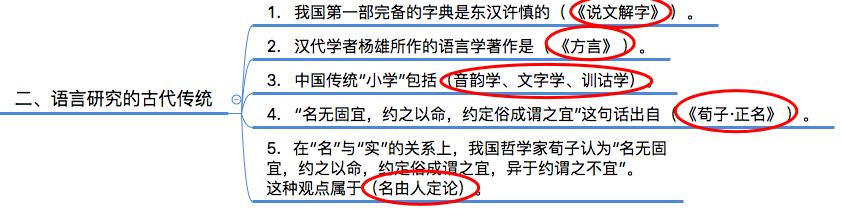 二、语言研究的古代传统
1. 我国第一部完备的字典是东汉许慎的（《说文解字》）。
2. 汉代学者杨雄所作的语言学著作是（《方言》）。
3. 中国传统“小学”包括（音韵学、文字学、训诂学）。
4. “名无固宜，约之以命，约定俗成谓之宜”这句话出自（《荀子·正名》）。
5. 在“名”与“实”的关系上，我国哲学家荀子认为“名无固
宜，约之以命，约定俗成谓之宜，异于约谓之不宜”。
这种观点属于（名由人定论）。